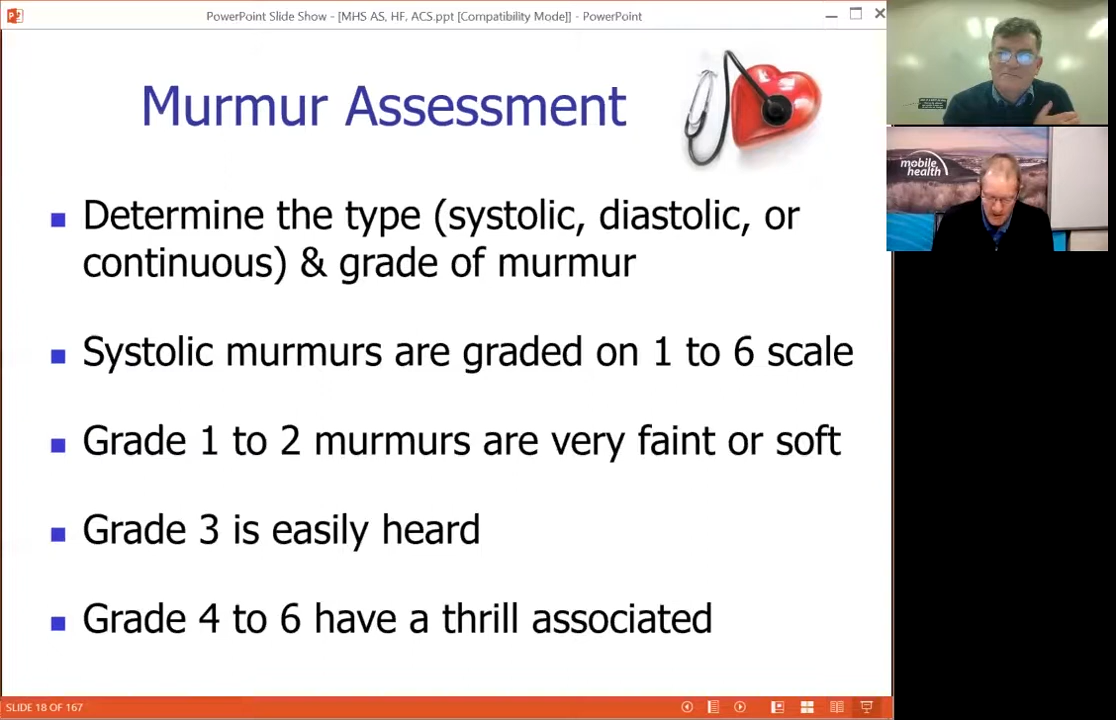 PowerPoint Slide Show - [MHS AS, HF, ACS.ppt [Compatibility Mode]] - PowerPoint
Murmur Assessment
Determine the type (systolic, diastolic, or
continuous) & grade of murmur
Systolic murmurs are graded on 1 to 6 scale
Grade 1 to 2 murmurs are very faint or soft
Grade 3 is easily heard
Grade 4 to 6 have a thrill associated
SLIDE 18 OF 167
mobile
health